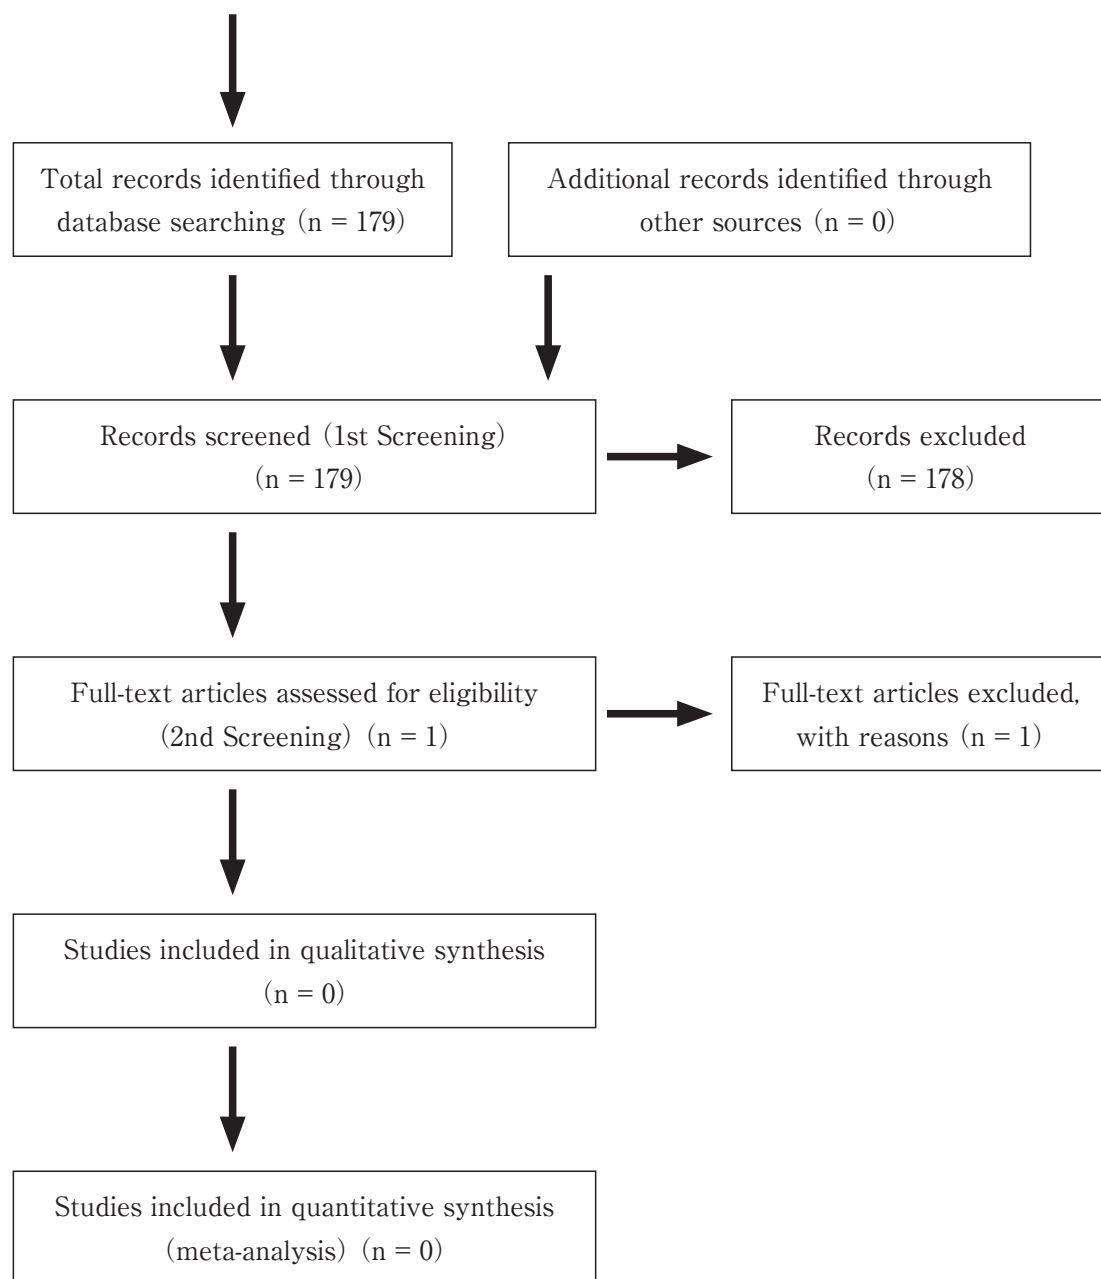 Total records identified through
database searching (n = 179)
Additional records identified through
other sources (n = 0)
Records screened (1st Screening)
(n = 179)
Records excluded
(n = 178)
Full-text articles assessed for eligibility
(2nd Screening) (n = 1)
Full-text articles excluded,
with reasons (n = 1)
Studies included in qualitative synthesis
(n = 0)
Studies included in quantitative synthesis
(meta-analysis) (n = 0)